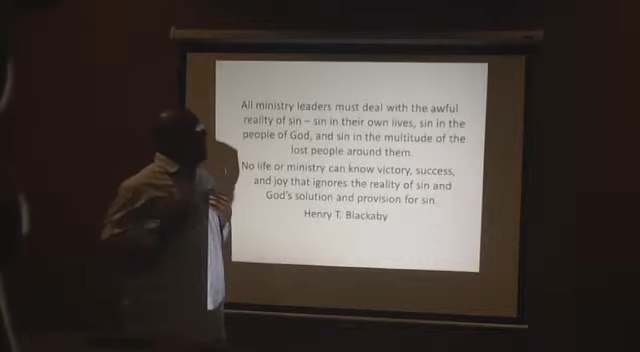 All ministry leaders must deal with the awful
reality of sin – sin in their own lives, sin in the
people of God, and sin in the multitude of the
lost people around them.
No life or ministry can know victory, success,
and joy that ignores the reality of sin and
God's solution and provision for sin.
Henry T. Blackaby